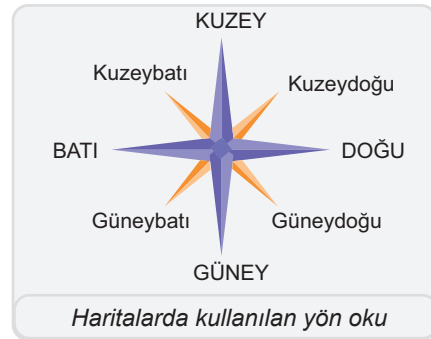 KUZEY
Kuzeybatı
Kuzeydoğu
BATI
DOĞU
Güneybatı
Güneydoğu
GÜNEY
Haritalarda kullanılan yön oku